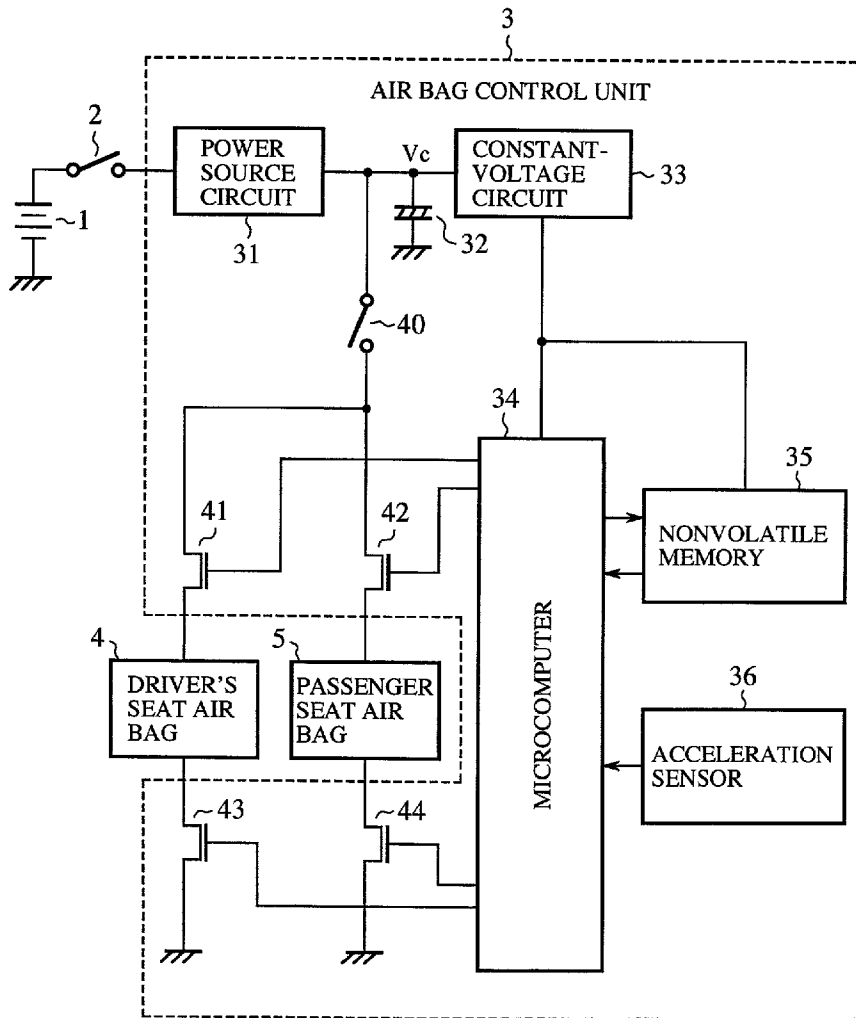 3
AIR BAG CONTROL UNIT
2
POWER
SOURCE
CIRCUIT
31
Vc
CONSTANT-
VOLTAGE
CIRCUIT
33
1
32
40
34
35
41
42
NONVOLATILE
MEMORY
MICROCOMPUTER
4
DRIVER'S
SEAT AIR
BAG
5
PASSENGER
SEAT AIR
BAG
36
ACCELERATION
SENSOR
43
44